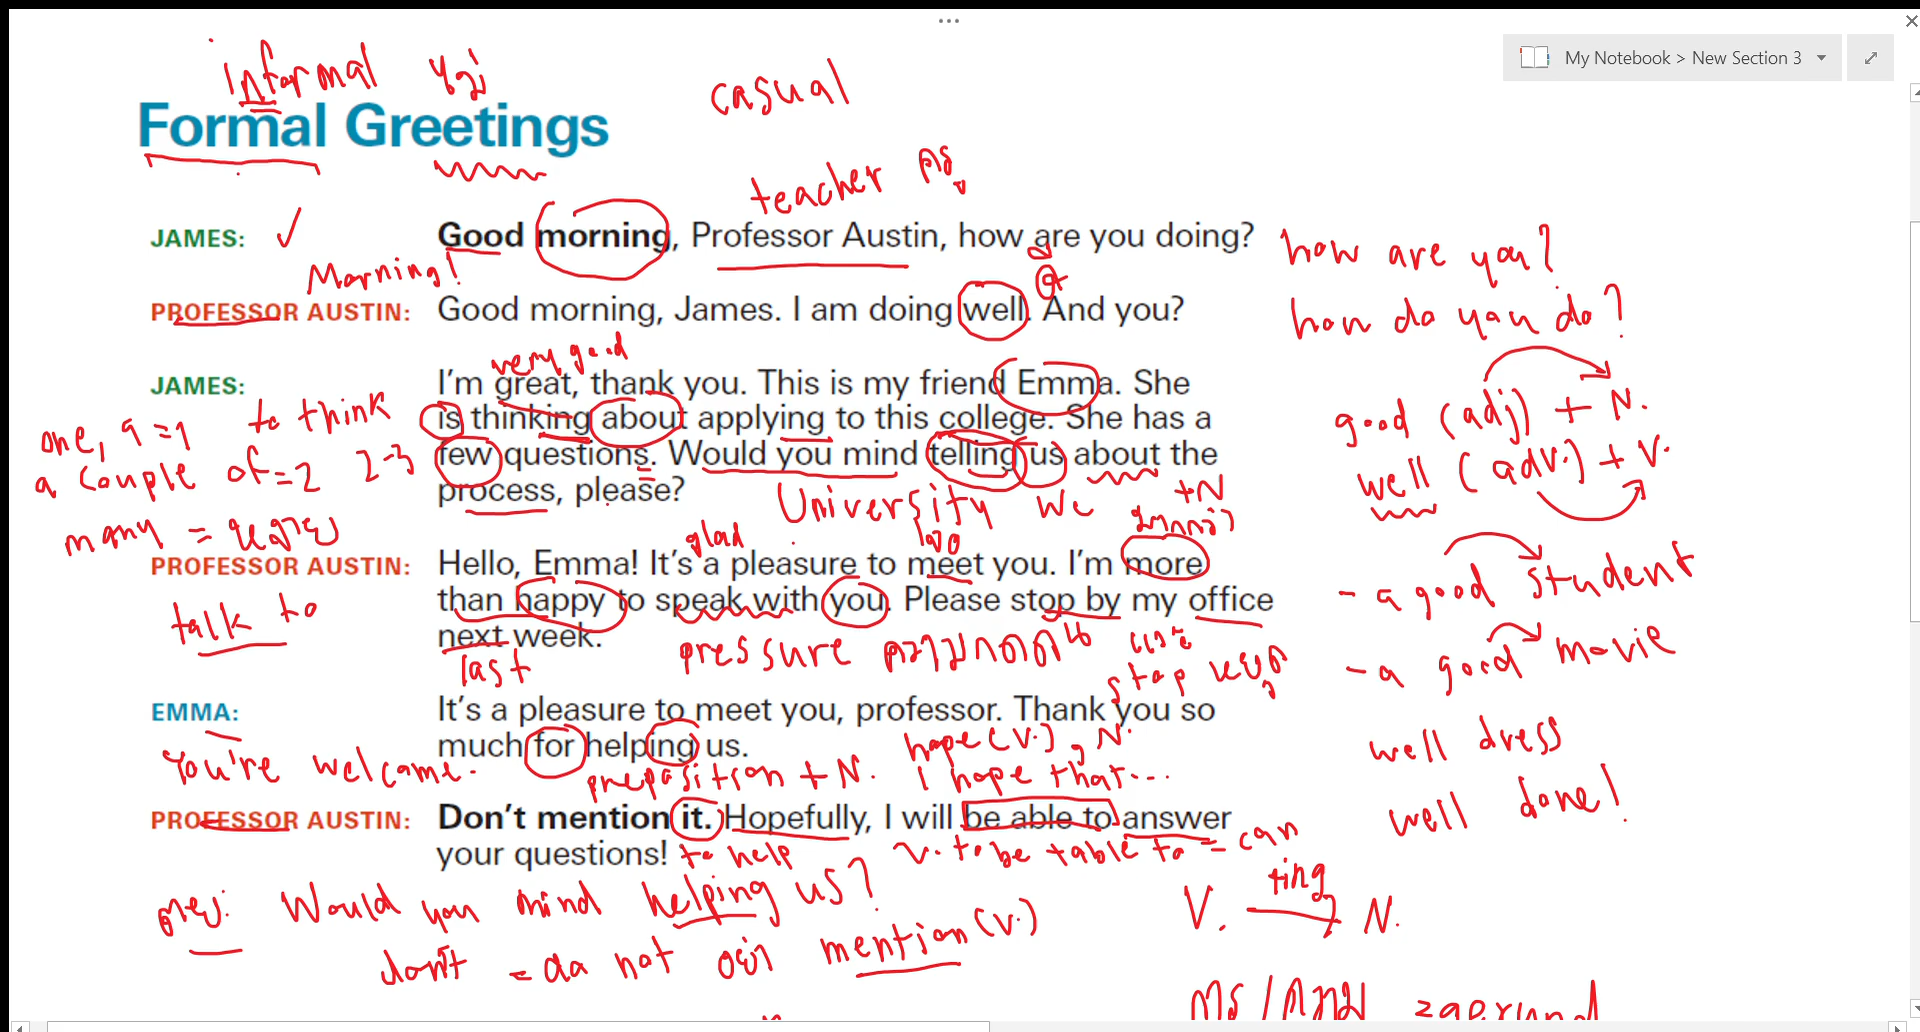 My Notebook > New Section 3
informal
casual
Formal Greetings
teacher
JAMES: Good morning, Professor Austin, how are you doing?
how are you?
Morning!
PROFESSOR AUSTIN: Good morning, James. I am doing well. And you?
how do you do?
very good
JAMES: I'm great, thank you. This is my friend Emma. She
is thinking about applying to this college. She has a
few questions. Would you mind telling us about the
process, please?
to think
one, a = 1
a couple of = 2 2-3
many =
good (adj) + N.
well (adv.) + V.
University We +N
glad
PROFESSOR AUSTIN: Hello, Emma! It's a pleasure to meet you. I'm more
than happy to speak with you. Please stop by my office
next week.
talk to
last
pressure
stop
- a good student
- a good movie
EMMA: It's a pleasure to meet you, professor. Thank you so
much for helping us.
You're welcome.
preposition + N.
hope (v.), N.
I hope that...
well dress
well done!
PROFESSOR AUSTIN: Don't mention it. Hopefully, I will be able to answer
your questions!
to help
V. to be + able to = can
Would you mind helping us?
V. +ing → N.
don't = do not mention (v.)